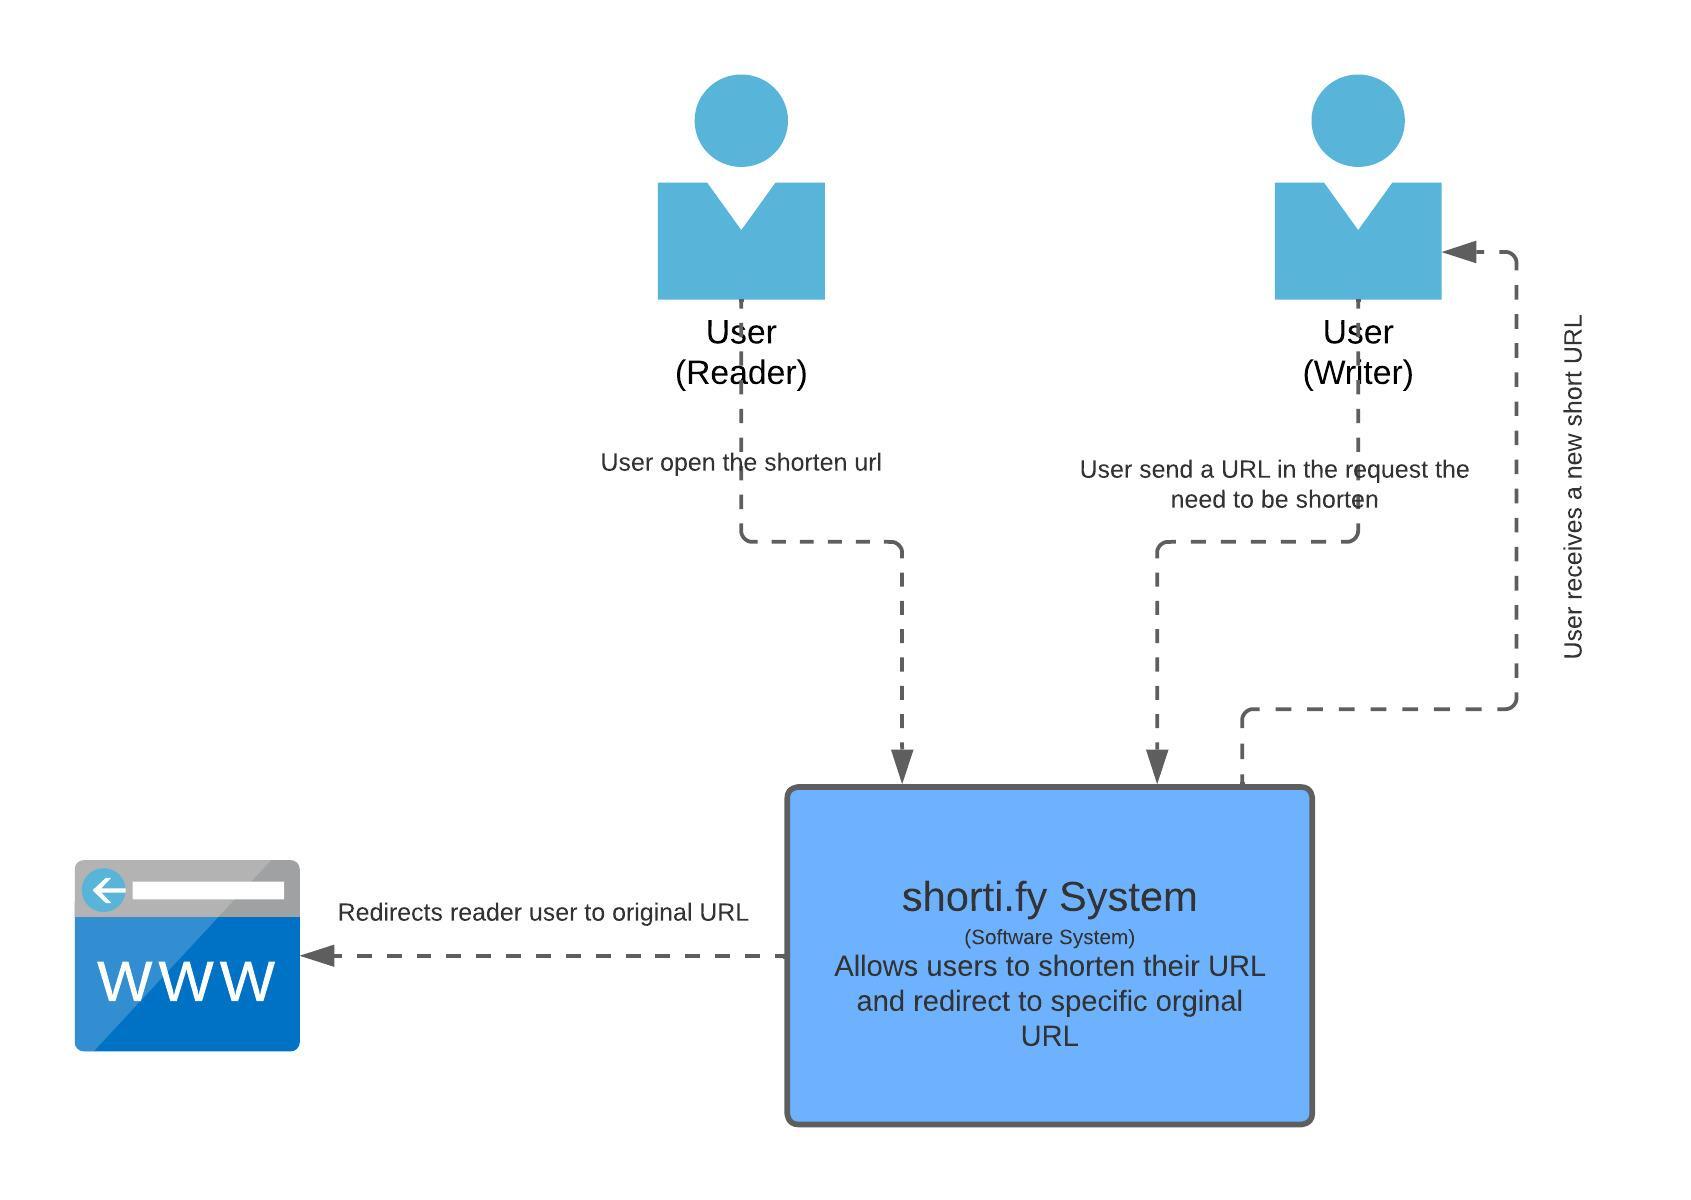 User
(Reader)
User
(Writer)
User open the shorten url
User send a URL in the request the
need to be shorten
User receives a new short URL
Redirects reader user to original URL
www
shorti.fy System
(Software System)
Allows users to shorten their URL
and redirect to specific orginal
URL